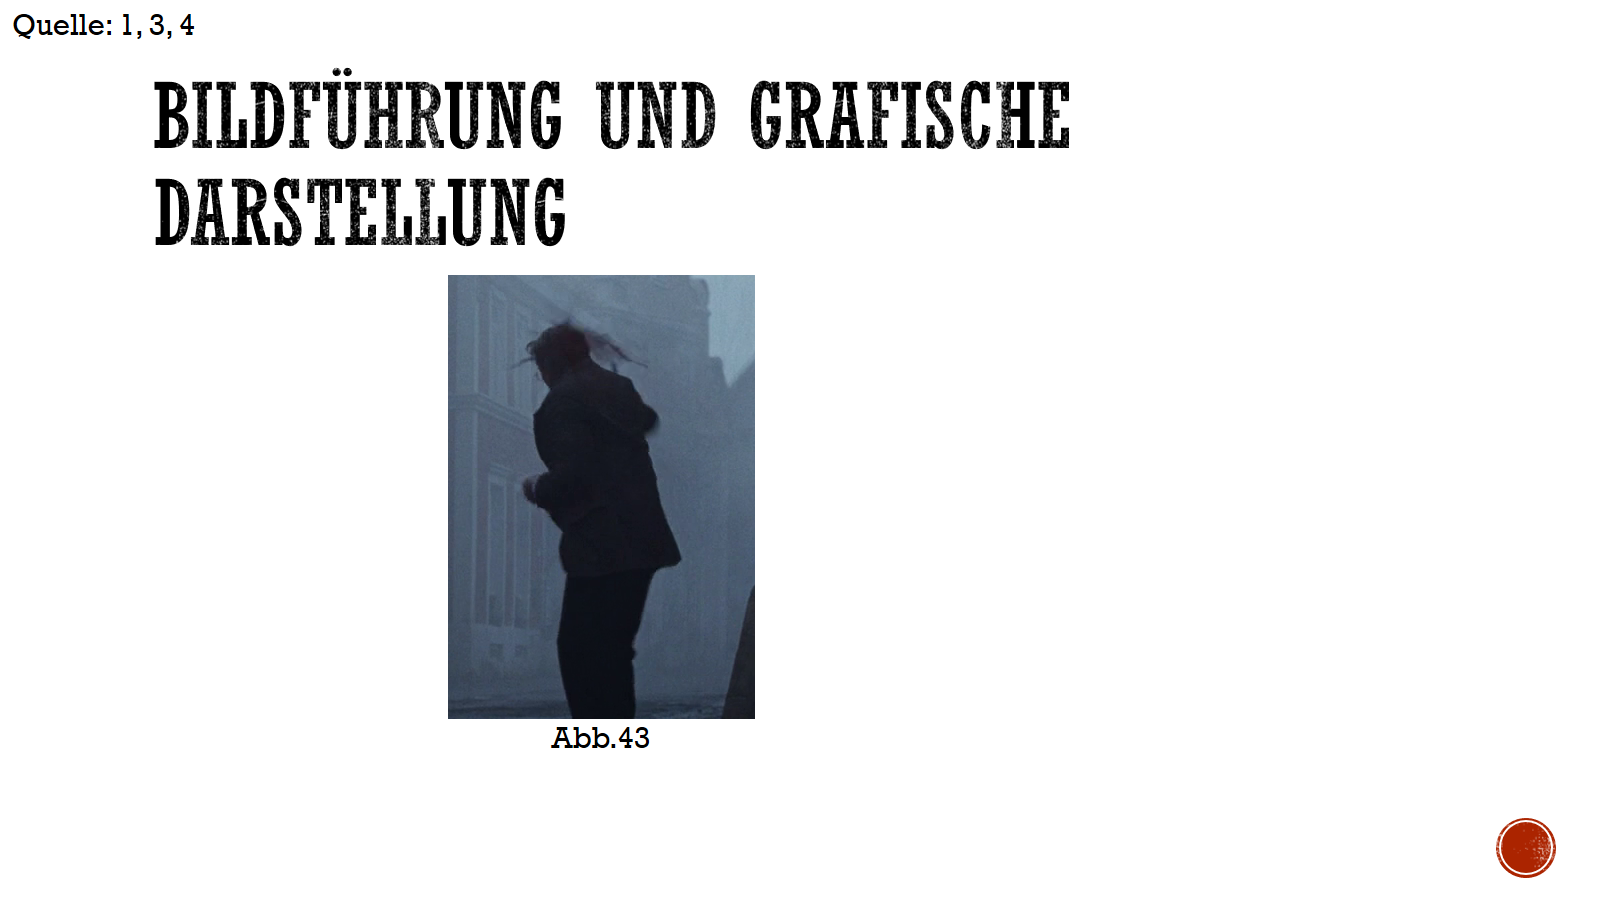 Quelle: 1, 3, 4
BILDFÜHRUNG UND GRAFISCHE
DARSTELLUNG
Abb.43